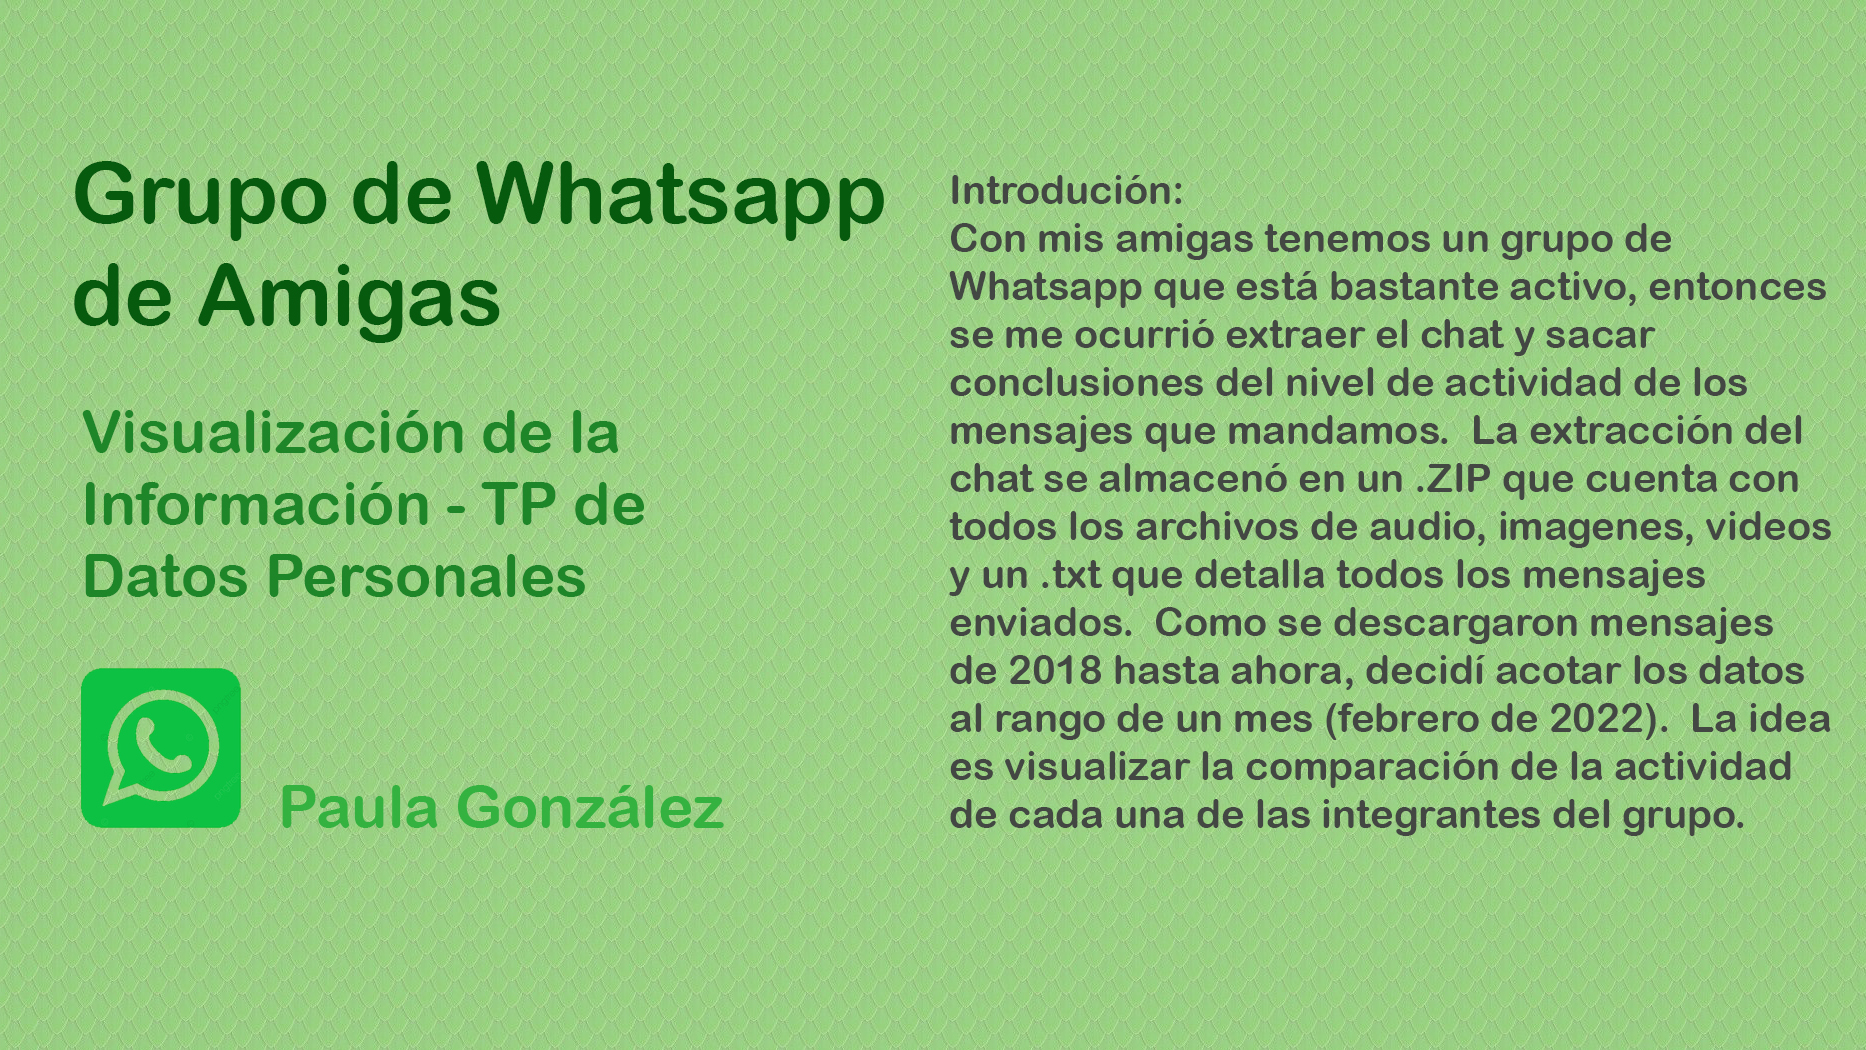 Grupo de Whatsapp
de Amigas
Visualización de la
Información - TP de
Datos Personales
Paula González
Introdución:
Con mis amigas tenemos un grupo de
Whatsapp que está bastante activo, entonces
se me ocurrió extraer el chat y sacar
conclusiones del nivel de actividad de los
mensajes que mandamos.  La extracción del
chat se almacenó en un .ZIP que cuenta con
todos los archivos de audio, imagenes, videos
y un .txt que detalla todos los mensajes
enviados.  Como se descargaron mensajes
de 2018 hasta ahora, decidí acotar los datos
al rango de un mes (febrero de 2022).  La idea
es visualizar la comparación de la actividad
de cada una de las integrantes del grupo.